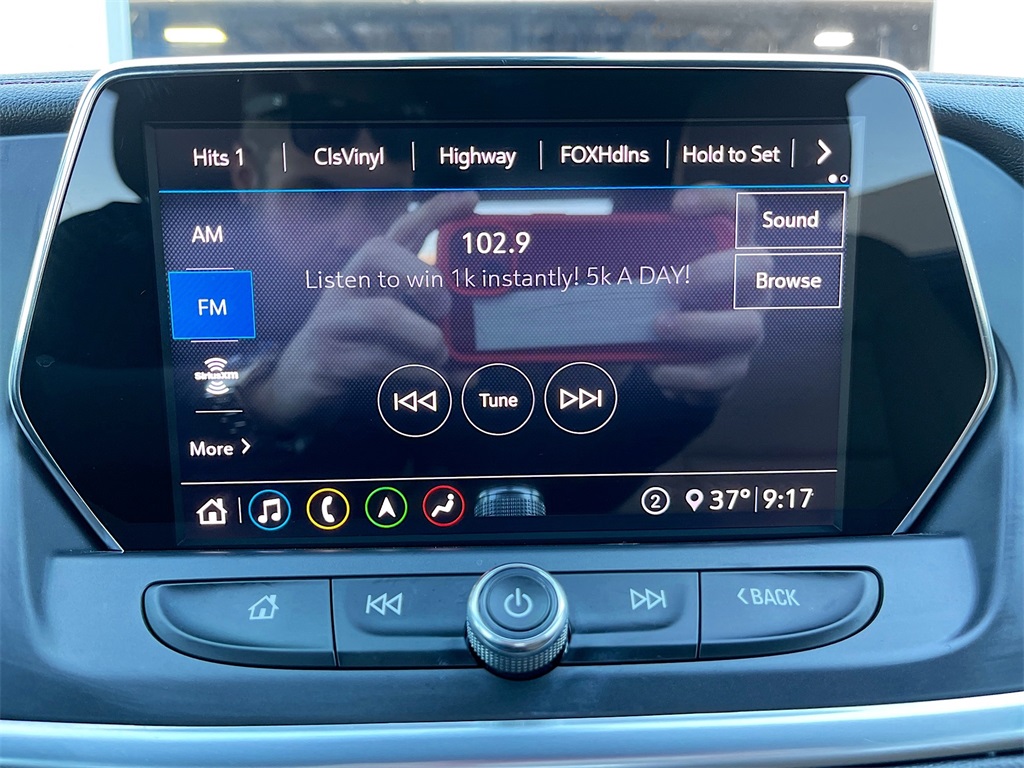 Hits 1 ClsVinyl Highway FOXHdlns Hold to Set
AM
102.9
Sound
Listen to win 1k instantly! 5k A DAY!
Browse
FM
SiriusXM
Tune
More
2 37° 9:17
BACK